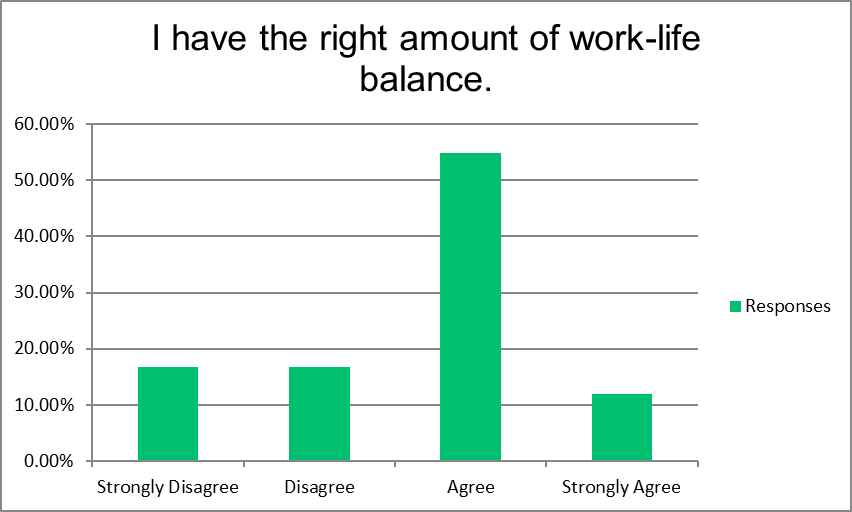 I have the right amount of work-life
balance.
60.00%
50.00%
40.00%
30.00%
20.00%
10.00%
0.00%
Strongly Disagree
Disagree
Agree
Strongly Agree
Responses